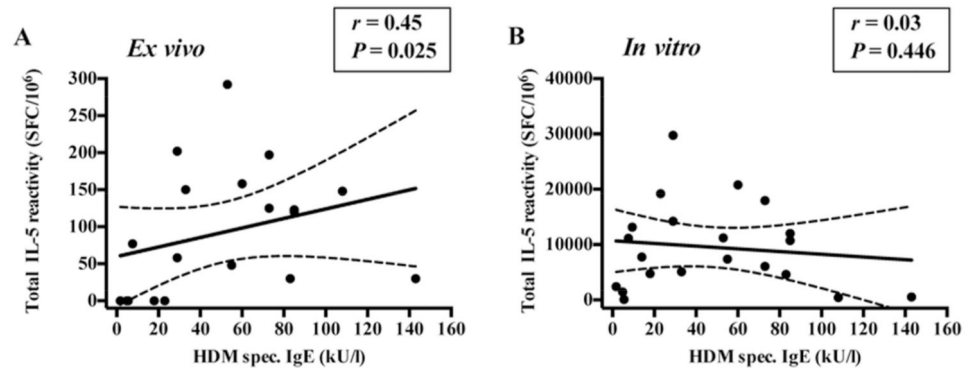 A
Ex vivo
r = 0.45
P = 0.025
Total IL-5 reactivity (SFC/10⁶)
300
250
200
150
100
50
0
0 20 40 60 80 100 120 140 160
HDM spec. IgE (kU/l)
B
In vitro
r = 0.03
P = 0.446
Total IL-5 reactivity (SFC/10⁶)
40000
30000
20000
10000
0
0 20 40 60 80 100 120 140 160
HDM spec. IgE (kU/l)